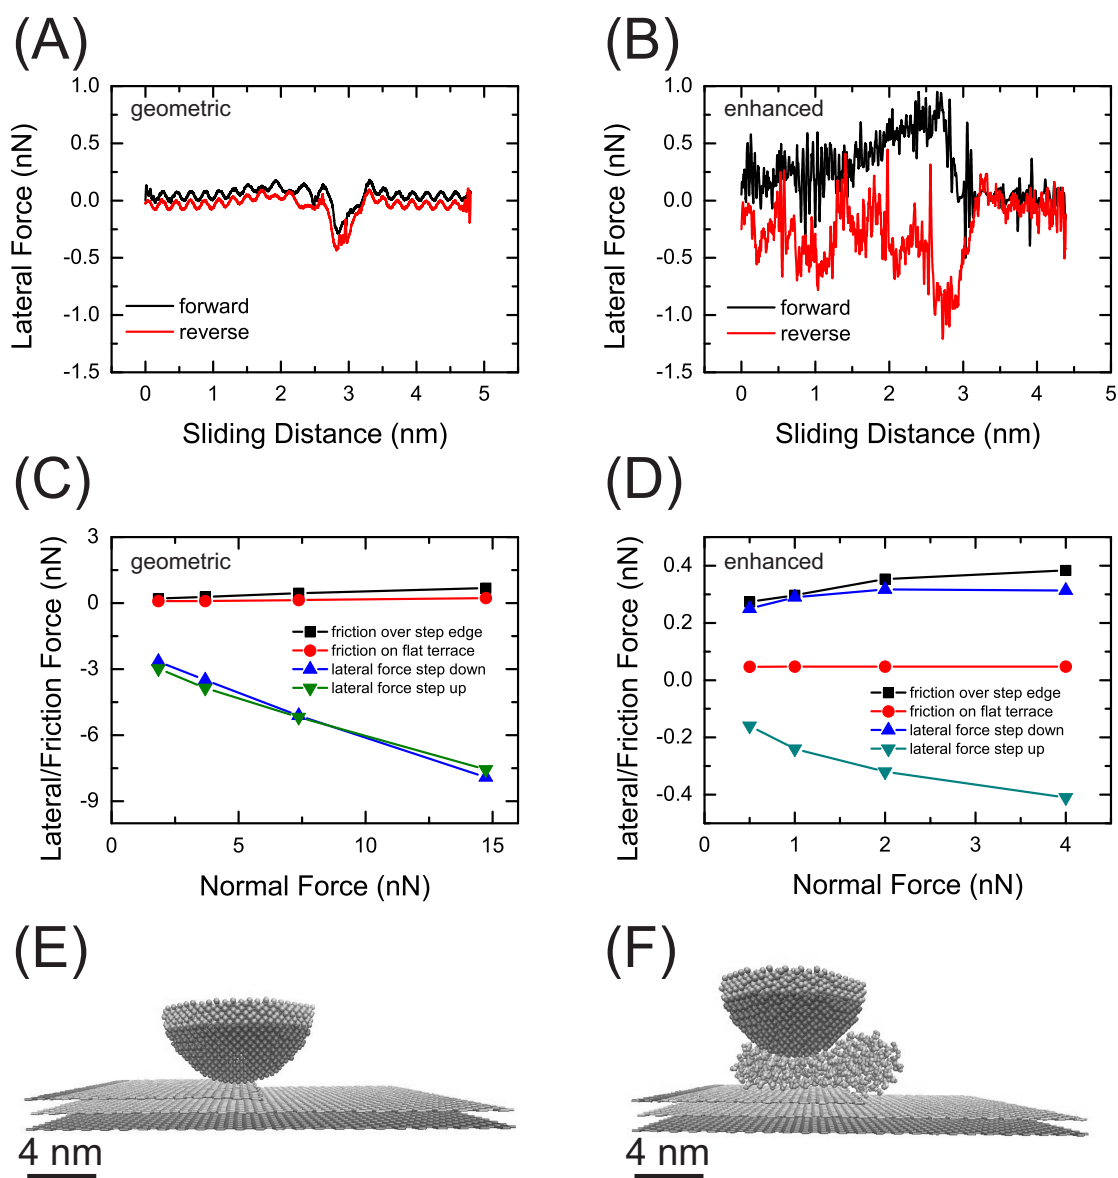 (A)
(B)
Lateral Force (nN)
1.0
0.5
0.0
-0.5
-1.0
-1.5
geometric
forward
reverse
0 1 2 3 4 5
Sliding Distance (nm)
Lateral Force (nN)
1.0
0.5
0.0
-0.5
-1.0
-1.5
enhanced
forward
reverse
0 1 2 3 4 5
Sliding Distance (nm)
(C)
(D)
Lateral/Friction Force (nN)
3
0
-3
-6
-9
geometric
friction over step edge
friction on flat terrace
lateral force step down
lateral force step up
0 5 10 15
Normal Force (nN)
Lateral/Friction Force (nN)
0.4
0.2
0.0
-0.2
-0.4
enhanced
friction over step edge
friction on flat terrace
lateral force step down
lateral force step up
0 1 2 3 4
Normal Force (nN)
(E)
(F)
4 nm
4 nm